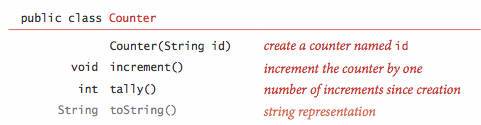 public class Counter
Counter(String id) create a counter named id
void increment() increment the counter by one
int tally() number of increments since creation
String toString() string representation